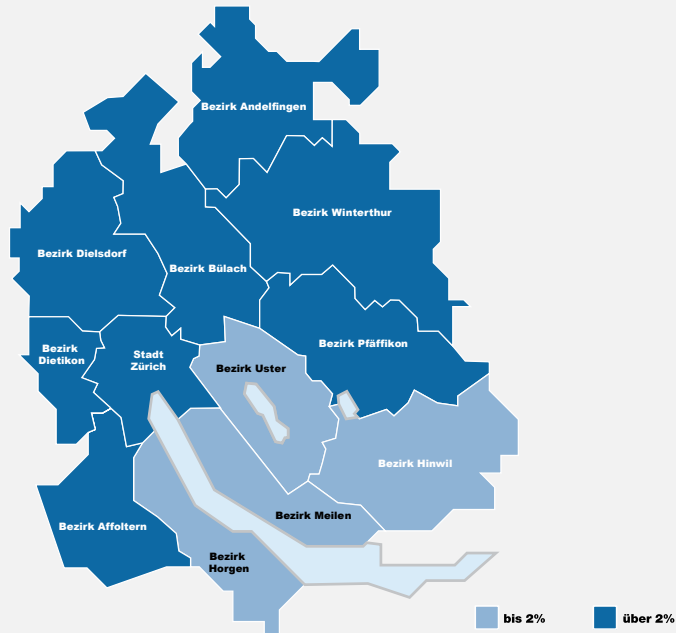 Bezirk Andelfingen
Bezirk Winterthur
Bezirk Dielsdorf
Bezirk Bülach
Bezirk Pfäffikon
Bezirk
Dietikon
Stadt
Zürich
Bezirk Uster
Bezirk Hinwil
Bezirk Meilen
Bezirk Affoltern
Bezirk
Horgen
bis 2%
über 2%